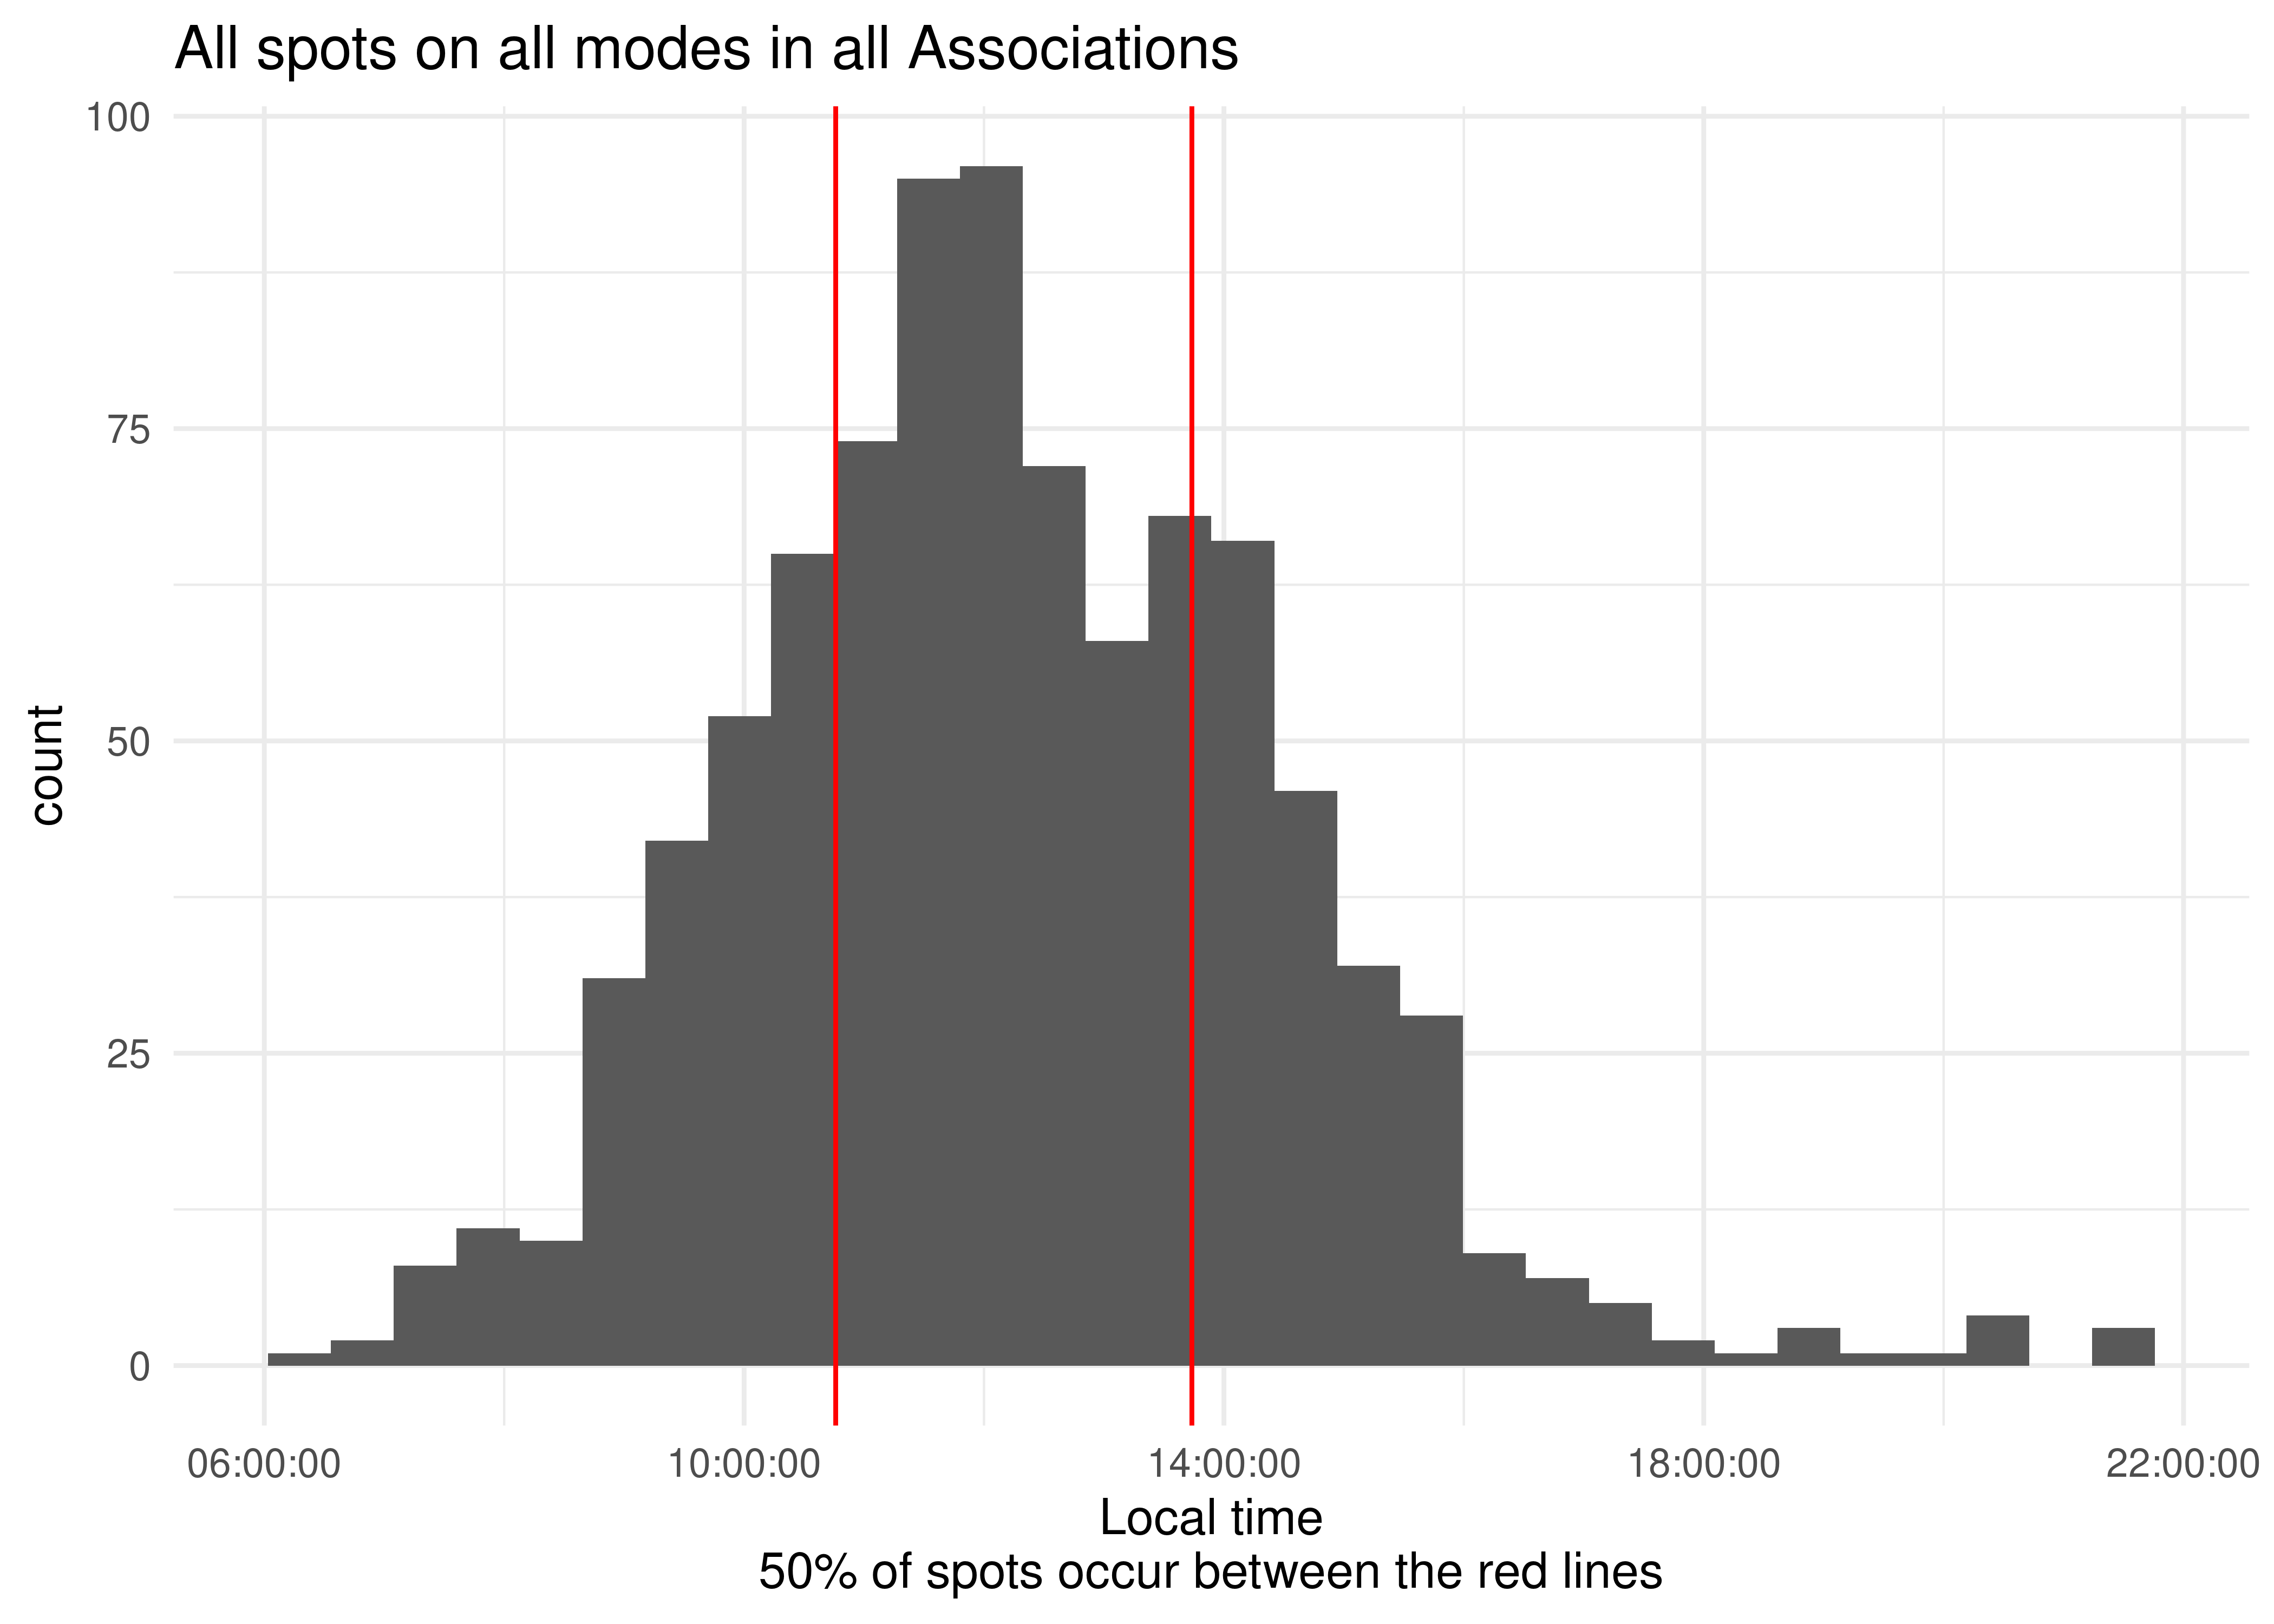 All spots on all modes in all Associations
100
75
50
25
0
count
06:00:00 10:00:00 14:00:00 18:00:00 22:00:00
Local time
50% of spots occur between the red lines